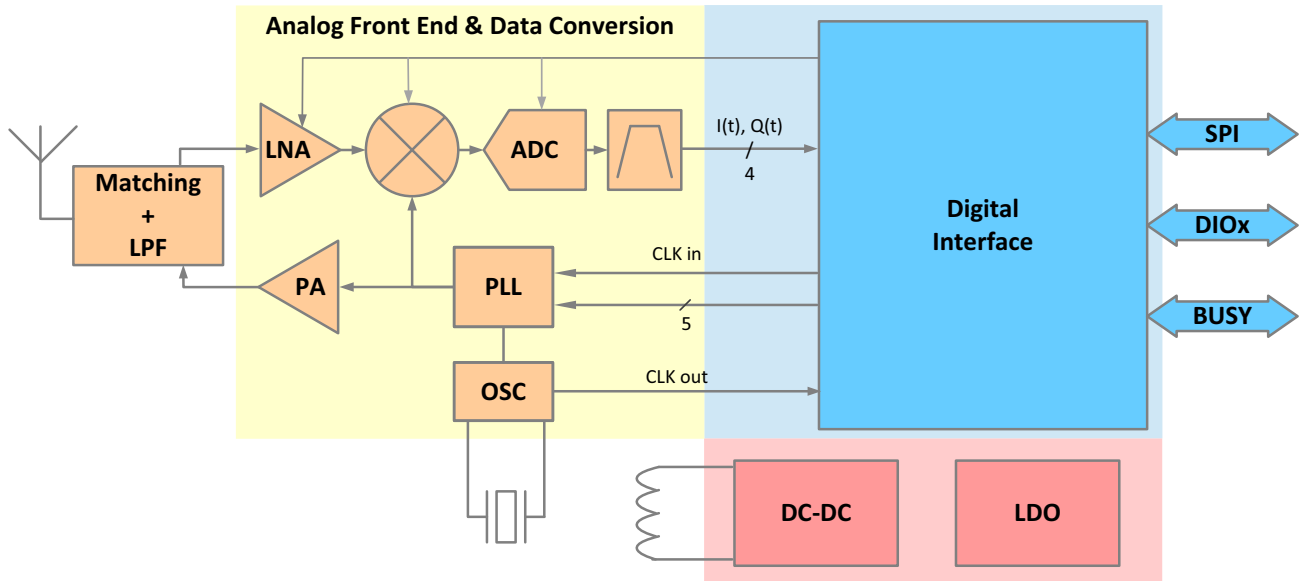 Analog Front End & Data Conversion
LNA
ADC
I(t), Q(t)
4
Matching
+
LPF
PA
PLL
CLK in
5
OSC
CLK out
Digital
Interface
SPI
DIOx
BUSY
DC-DC
LDO